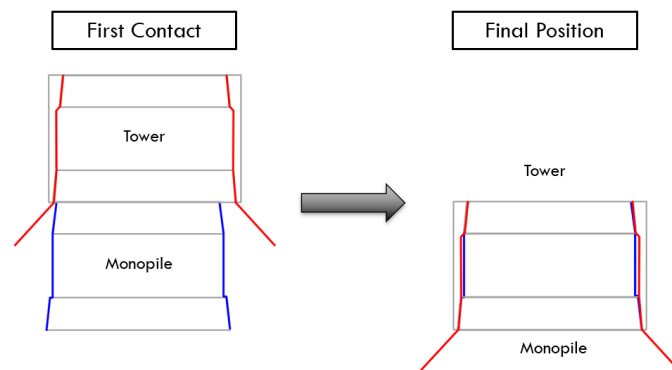 First Contact
Final Position
Tower
Monopile
Tower
Monopile